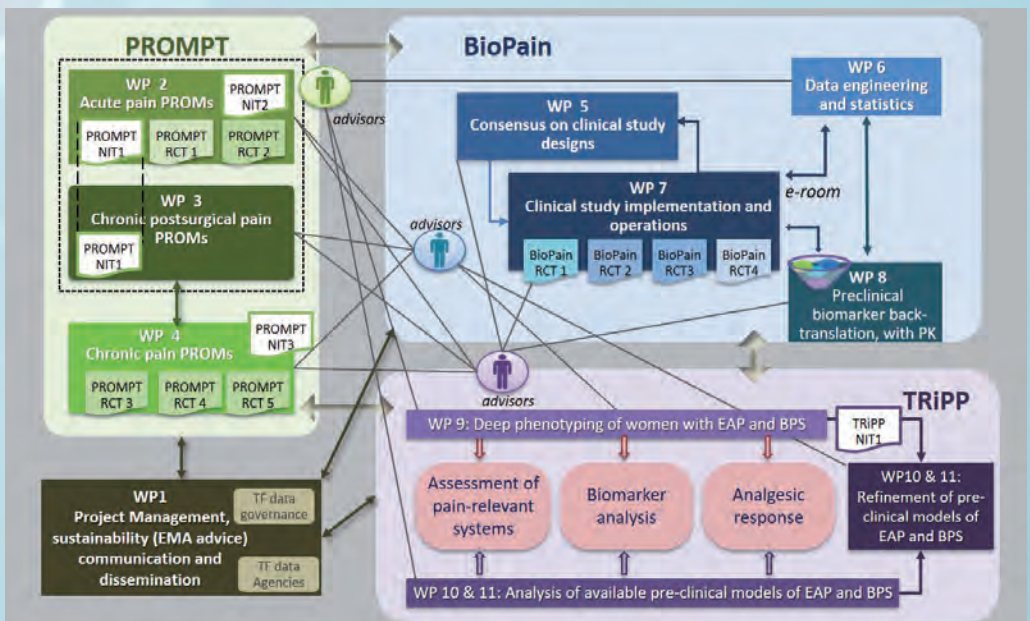 PROMPT
WP 2
Acute pain PROMs
PROMPT
NIT2
PROMPT
NIT1
PROMPT
RCT 1
PROMPT
RCT 2
WP 3
Chronic postsurgical pain
PROMs
PROMPT
NIT1
WP 4
Chronic pain PROMs
PROMPT
NIT3
PROMPT
RCT 3
PROMPT
RCT 4
PROMPT
RCT 5
WP1
Project Management,
sustainability (EMA advice)
communication and
dissemination
TF data
governance
TF data
Agencies
advisors
advisors
advisors
BioPain
WP 5
Consensus on clinical study
designs
WP 6
Data engineering
and statistics
WP 7
Clinical study implementation and
operations
BioPain
RCT 1
BioPain
RCT 2
BioPain
RCT3
BioPain
RCT4
e-room
WP 8
Preclinical
biomarker back-
translation, with PK
TRiPP
WP 9: Deep phenotyping of women with EAP and BPS
TRiPP
NIT1
Assessment of
pain-relevant
systems
Biomarker
analysis
Analgesic
response
WP10 & 11:
Refinement of pre-
clinical models of
EAP and BPS
WP 10 & 11: Analysis of available pre-clinical models of EAP and BPS